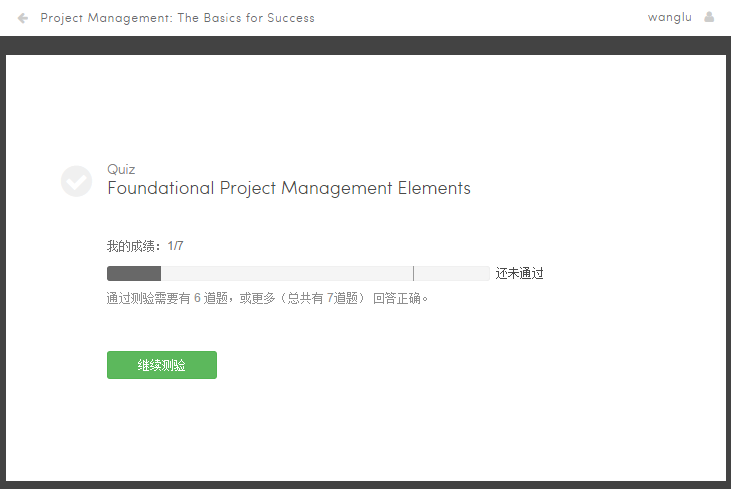 Project Management: The Basics for Success
wanglu
Quiz
Foundational Project Management Elements
我的成绩：1/7
还未通过
通过测验需要有 6 道题，或更多（总共有 7道题） 回答正确。
继续测验